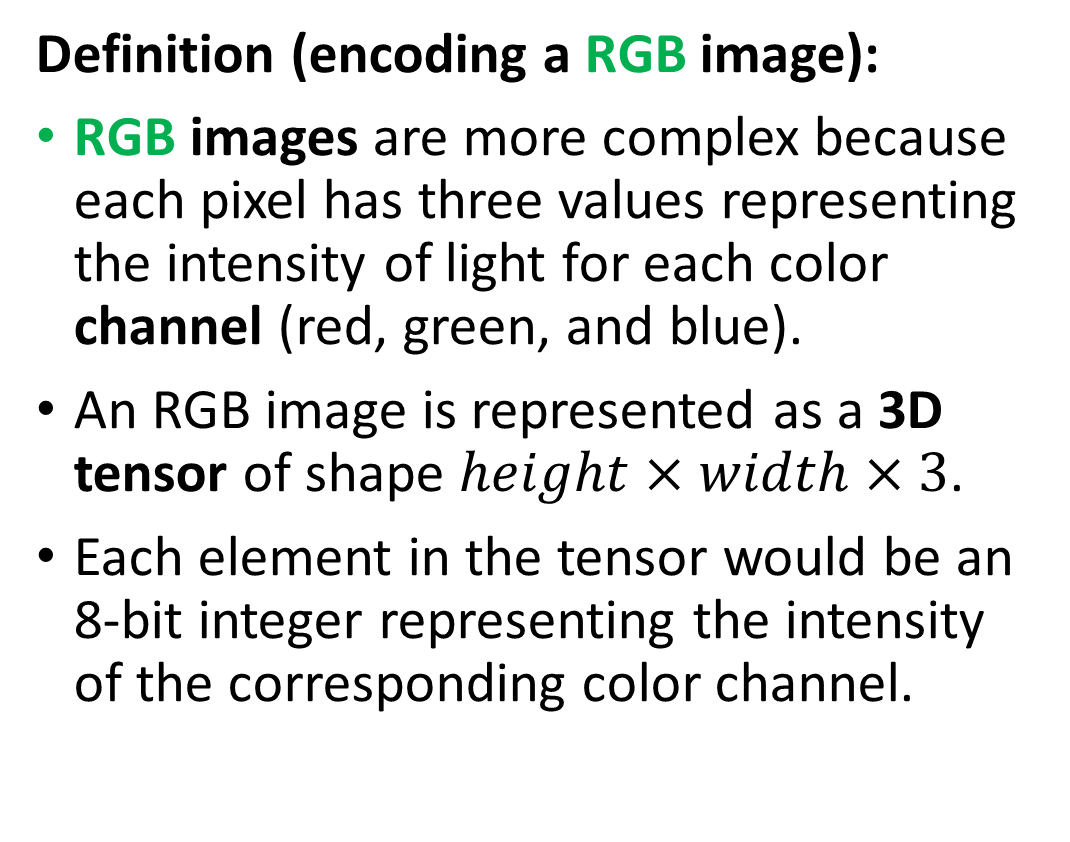 Definition (encoding a RGB image):
• RGB images are more complex because
each pixel has three values representing
the intensity of light for each color
channel (red, green, and blue).
• An RGB image is represented as a 3D
tensor of shape height × width × 3.
• Each element in the tensor would be an
8-bit integer representing the intensity
of the corresponding color channel.